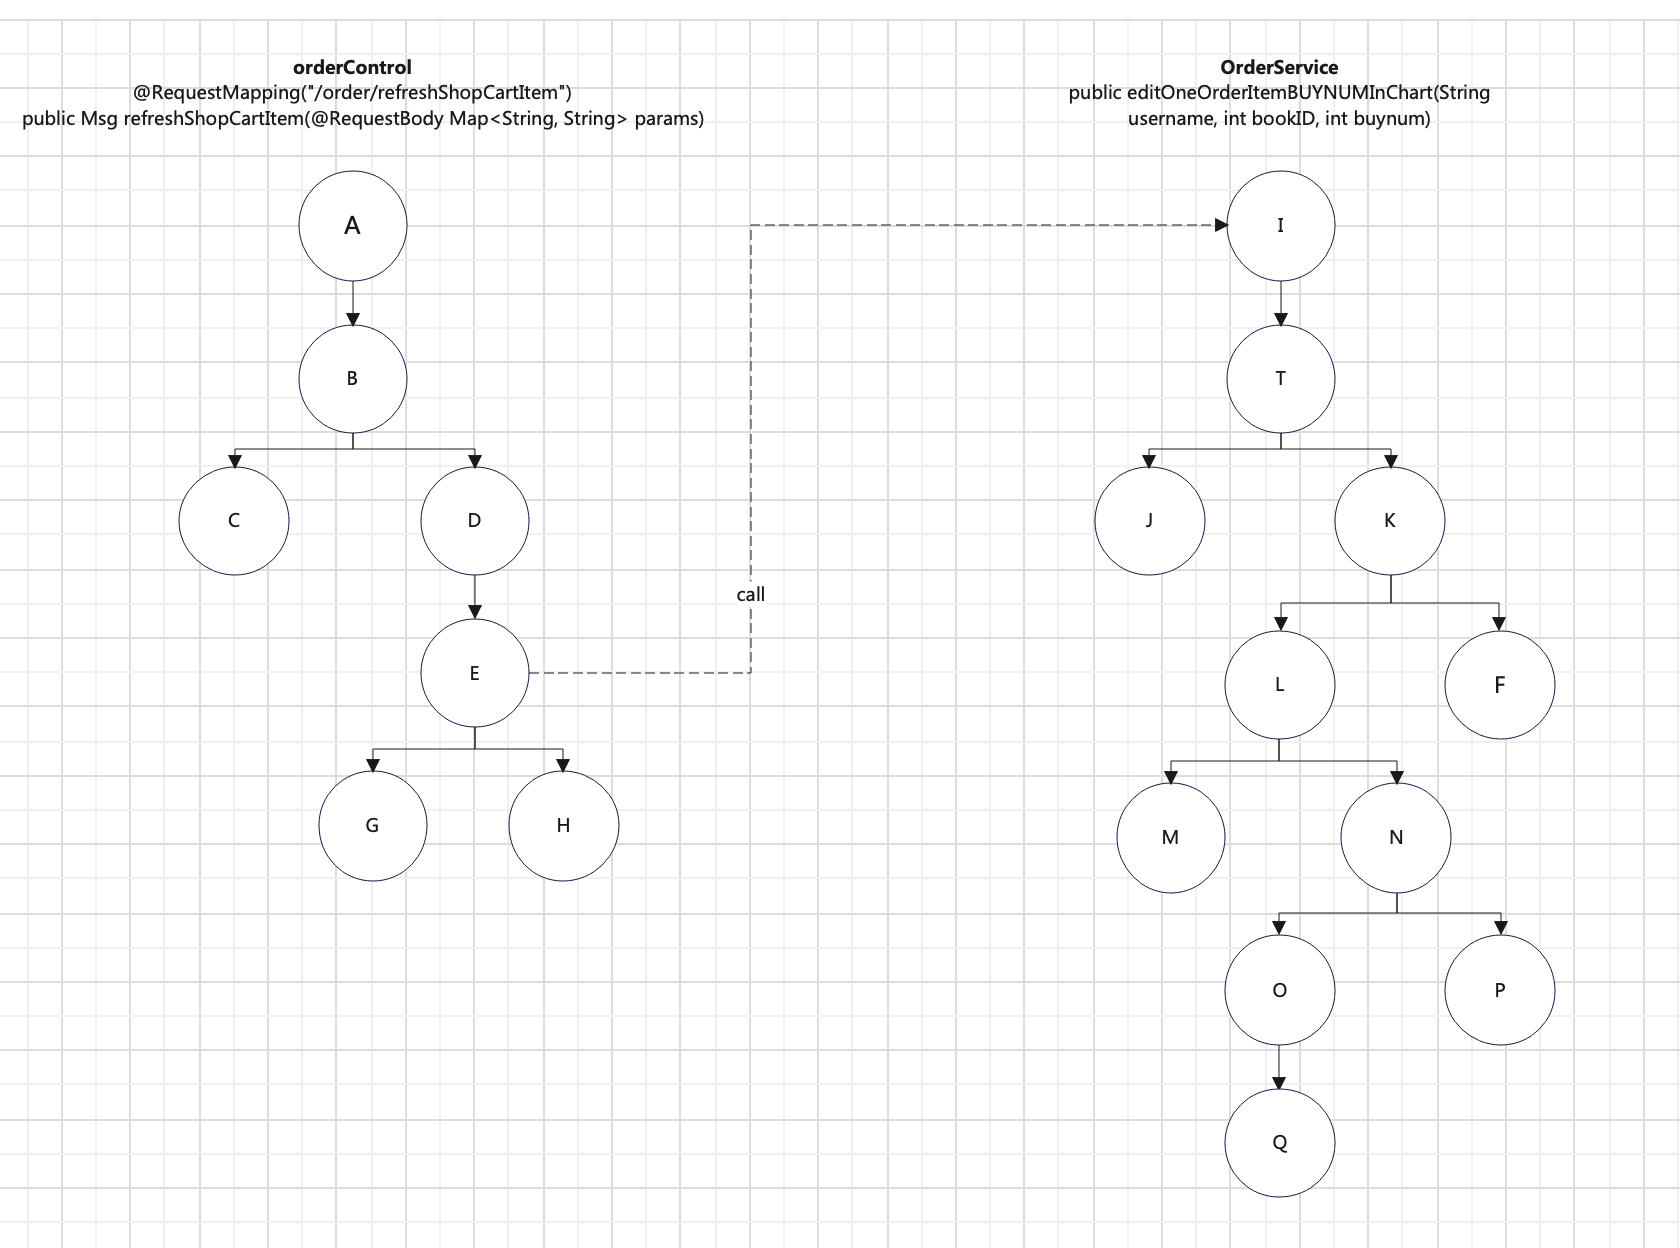 orderControl
@RequestMapping("/order/refreshShopCartItem")
public Msg refreshShopCartItem(@RequestBody Map<String, String> params)
OrderService
public editOneOrderItemBUYNUMInChart(String
username, int bookID, int buynum)
A
I
B
T
C
D
J
K
call
E
L
F
G
H
M
N
O
P
Q